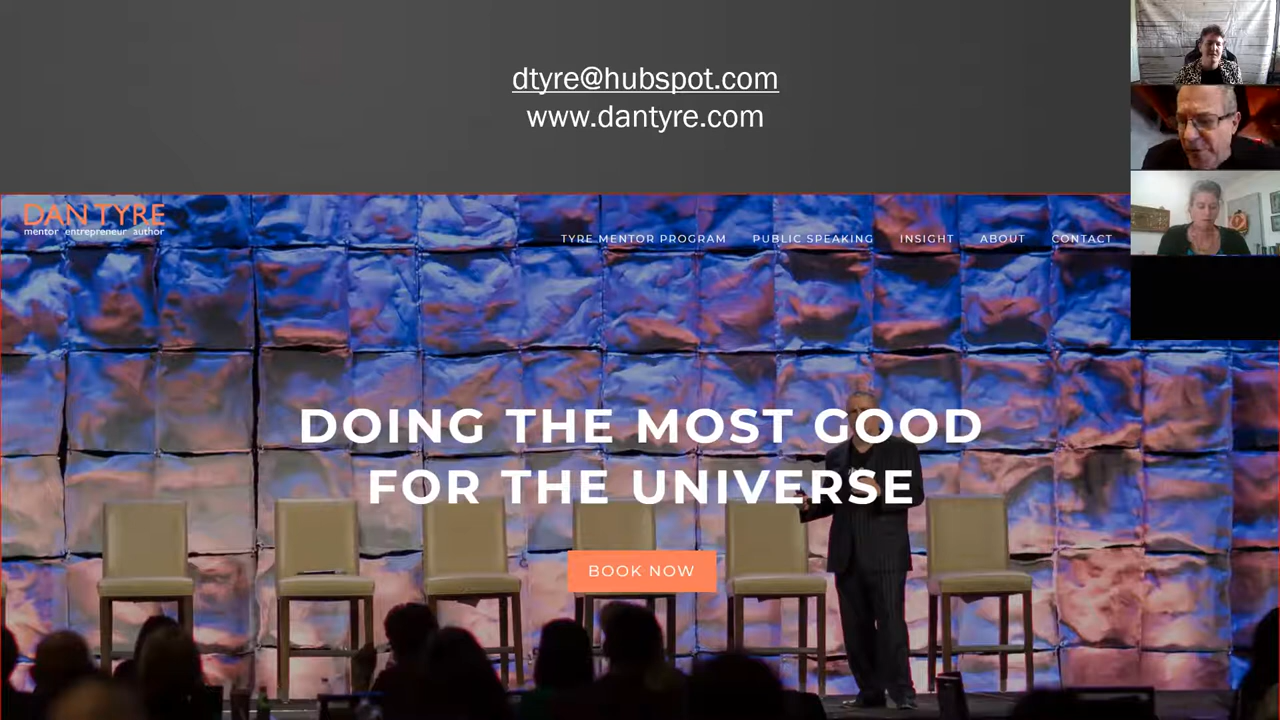 dtyre@hubspot.com
www.dantyre.com
DAN TYRE
mentor entrepreneur author
TYRE MENTOR PROGRAM PUBLIC SPEAKING INSIGHT ABOUT CONTACT
DOING THE MOST GOOD
FOR THE UNIVERSE
BOOK NOW